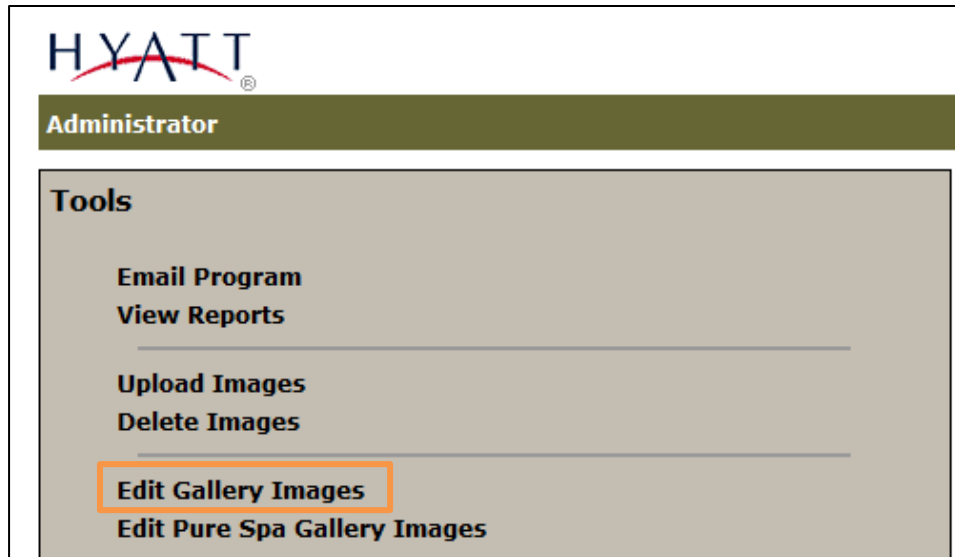 HYATT®
Administrator
Tools
Email Program
View Reports
Upload Images
Delete Images
Edit Gallery Images
Edit Pure Spa Gallery Images